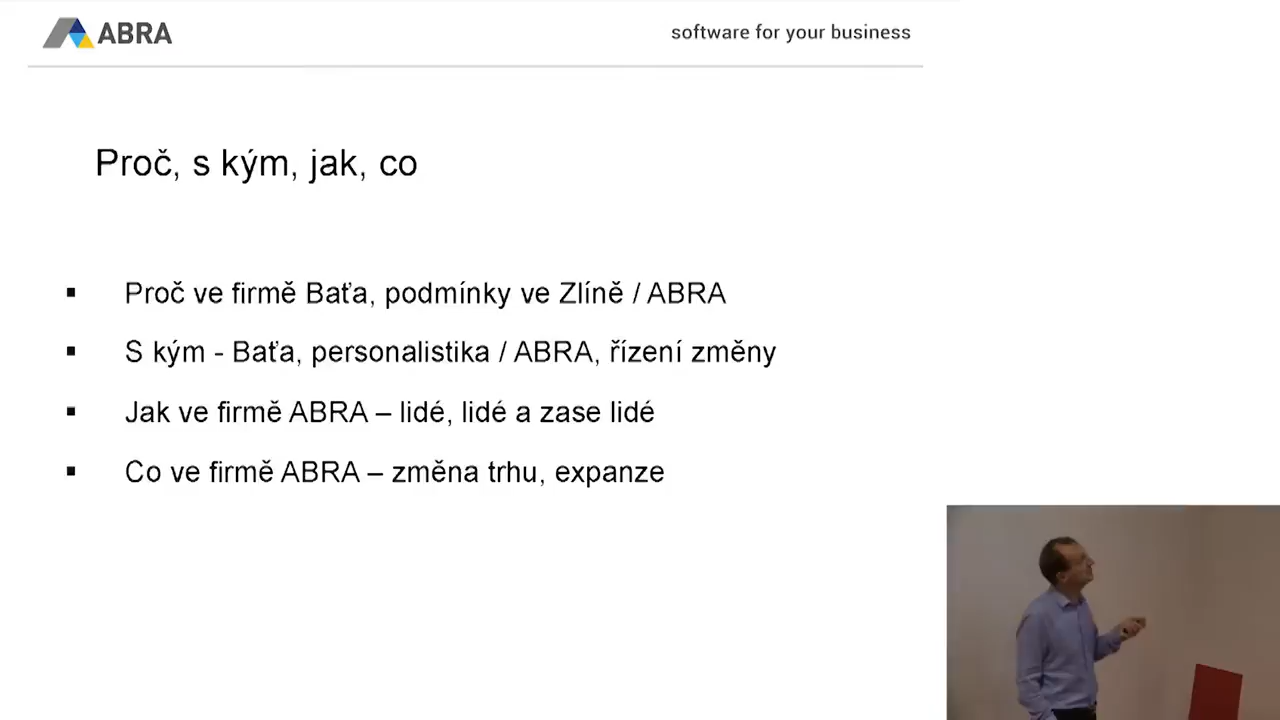 ABRA
software for your business
Proč, s kým, jak, co
▪ Proč ve firmě Baťa, podmínky ve Zlíně / ABRA
▪ S kým - Baťa, personalistika / ABRA, řízení změny
▪ Jak ve firmě ABRA – lidé, lidé a zase lidé
▪ Co ve firmě ABRA – změna trhu, expanze